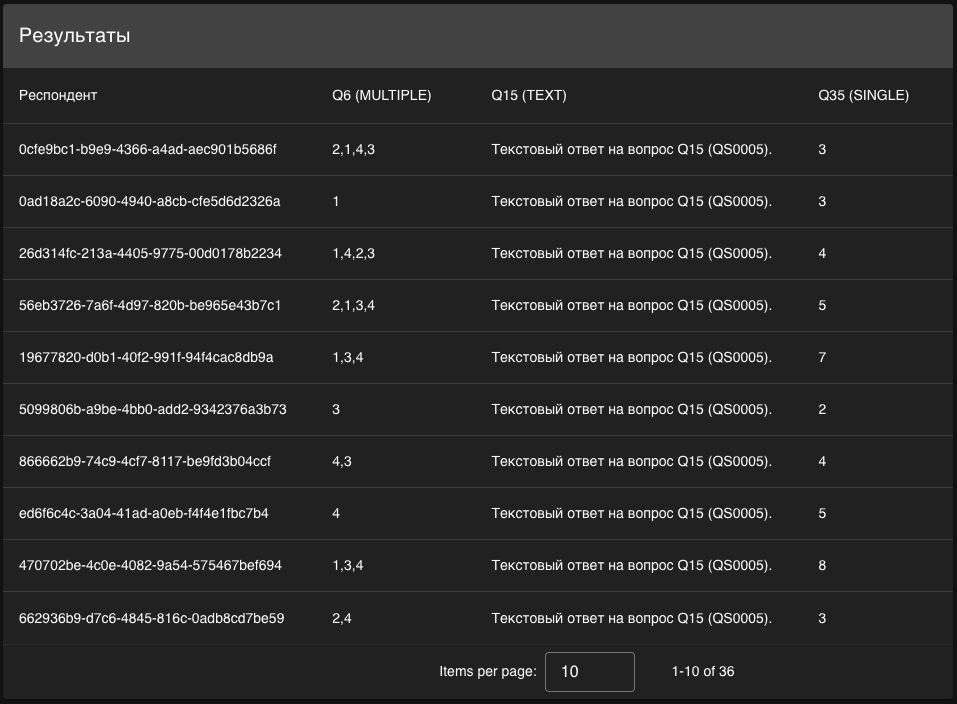 Результаты
Респондент Q6 (MULTIPLE) Q15 (TEXT) Q35 (SINGLE)
0cfe9bc1-b9e9-4366-a4ad-aec901b5686f 2,1,4,3 Текстовый ответ на вопрос Q15 (QS0005). 3
0ad18a2c-6090-4940-a8cb-cfe5d6d2326a 1 Текстовый ответ на вопрос Q15 (QS0005). 3
26d314fc-213a-4405-9775-00d0178b2234 1,4,2,3 Текстовый ответ на вопрос Q15 (QS0005). 4
56eb3726-7a6f-4d97-820b-be965e43b7c1 2,1,3,4 Текстовый ответ на вопрос Q15 (QS0005). 5
19677820-d0b1-40f2-991f-94f4cac8db9a 1,3,4 Текстовый ответ на вопрос Q15 (QS0005). 7
5099806b-a9be-4bb0-add2-9342376a3b73 3 Текстовый ответ на вопрос Q15 (QS0005). 2
866662b9-74c9-4cf7-8117-be9fd3b04ccf 4,3 Текстовый ответ на вопрос Q15 (QS0005). 4
ed6f6c4c-3a04-41ad-a0eb-f4f4e1fbc7b4 4 Текстовый ответ на вопрос Q15 (QS0005). 5
470702be-4c0e-4082-9a54-575467bef694 1,3,4 Текстовый ответ на вопрос Q15 (QS0005). 8
662936b9-d7c6-4845-816c-0adb8cd7be59 2,4 Текстовый ответ на вопрос Q15 (QS0005). 3
Items per page: 10 1-10 of 36